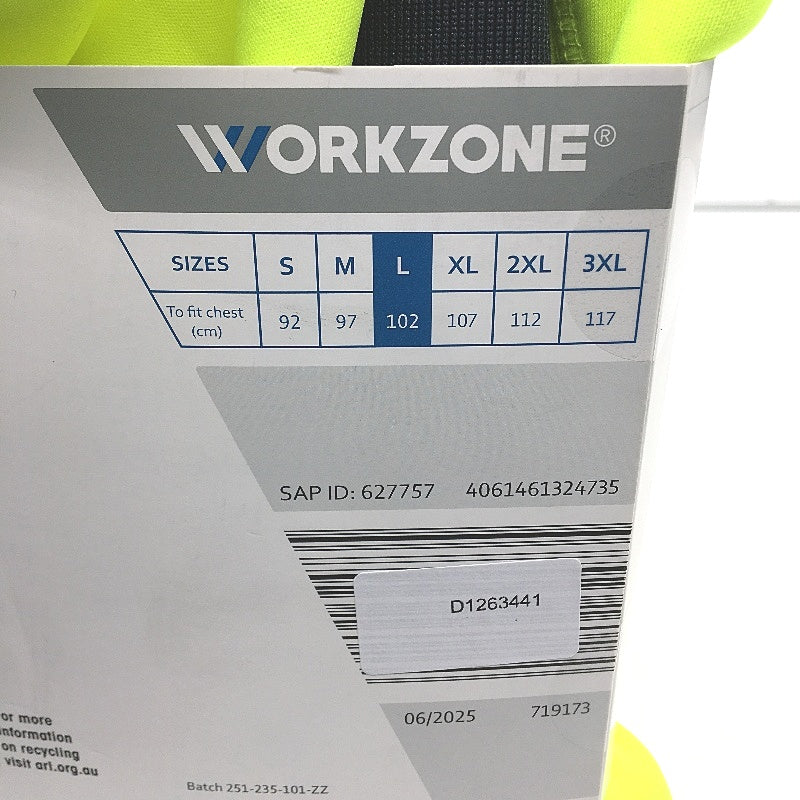 WORKZONE®
SIZES S M L XL 2XL 3XL
To fit chest (cm) 92 97 102 107 112 117
SAP ID: 627757 4061461324735
D1263441
06/2025 719173
or more
information
on recycling
visit arl.org.au
Batch 251-235-101-ZZ